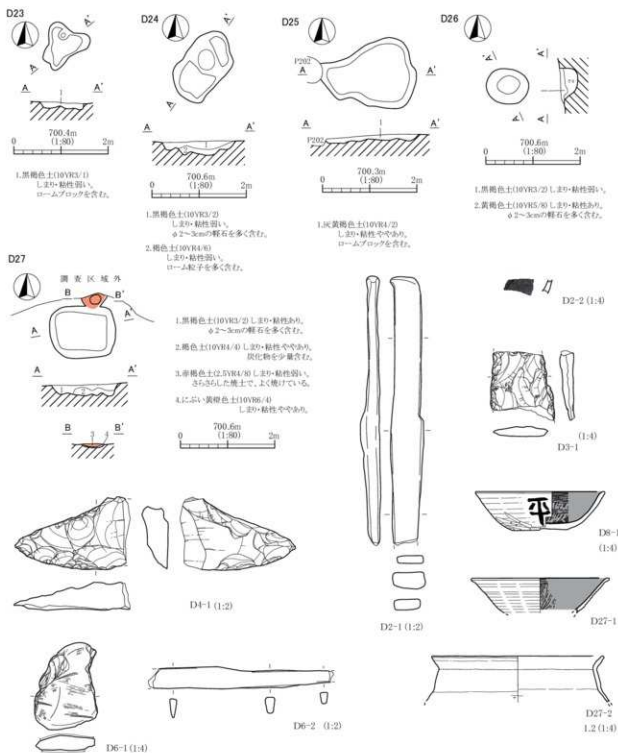 D23
A'
A
A
A'
1
700.4m
(1:80)
0
2m
1.黒褐色土(10YR3/1)
しまり・粘性弱い。
ロームブロックを含む。
D24
A'
A
A
A'
1
2
700.6m
(1:80)
0
2m
1.黒褐色土(10YR3/2)
しまり・粘性弱い。
φ2～3cmの軽石を多く含む。
2.褐色土(10YR4/6)
しまり・粘性弱い。
ローム粒子を多く含む。
D25
P202
A
A'
A
A'
1
P202
700.3m
(1:80)
0
2m
1.灰黄褐色土(10YR4/2)
しまり・粘性ややあり。
ロームブロックを含む。
D26
A'
A'
A
A
700.6m
(1:80)
0
2m
1.黒褐色土(10YR3/2)しまり・粘性弱い。
2.黄褐色土(10YR5/8)しまり・粘性あり。
φ2～3cmの軽石を多く含む。
D27
調査区域外
B
B'
A
A'
A
A'
B
B'
3
4
1.黒褐色土(10YR3/2)しまり・粘性あり。
φ2～3cmの軽石を多く含む。
2.褐色土(10YR4/4)しまり・粘性ややあり。
炭化物を少量含む。
3.赤褐色土(2.5YR4/8)しまり・粘性弱い。
さらさらした焼土で、よく焼けている。
4.にぶい黄橙色土(10YR6/4)
しまり・粘性ややあり。
700.6m
(1:80)
0
2m
D2-2 (1:4)
(1:4)
D3-1
平
D8-1
(1:4)
D4-1 (1:2)
D2-1 (1:2)
D27-1
D6-1 (1:4)
D6-2 (1:2)
D27-2
1.2 (1:4)